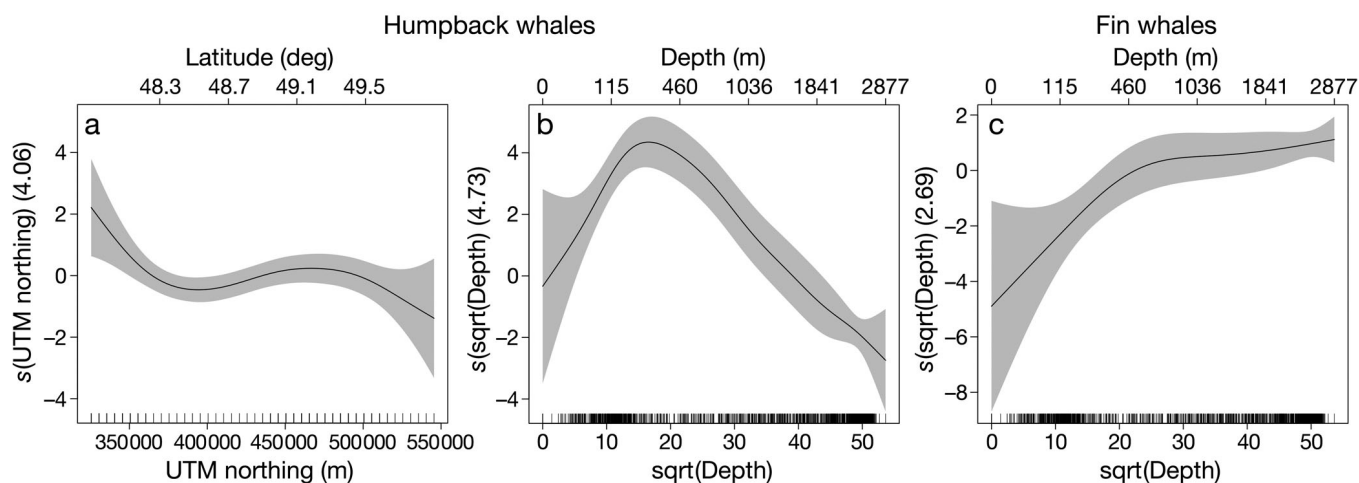 Humpback whales
Fin whales
Latitude (deg)
48.3 48.7 49.1 49.5
Depth (m)
0 115 460 1036 1841 2877
Depth (m)
0 115 460 1036 1841 2877
a
s(UTM northing) (4.06)
4
2
0
−2
−4
350000 400000 450000 500000 550000
UTM northing (m)
b
s(sqrt(Depth) (4.73)
4
2
0
−2
−4
0 10 20 30 40 50
sqrt(Depth)
c
s(sqrt(Depth) (2.69)
2
0
−2
−4
−6
−8
0 10 20 30 40 50
sqrt(Depth)